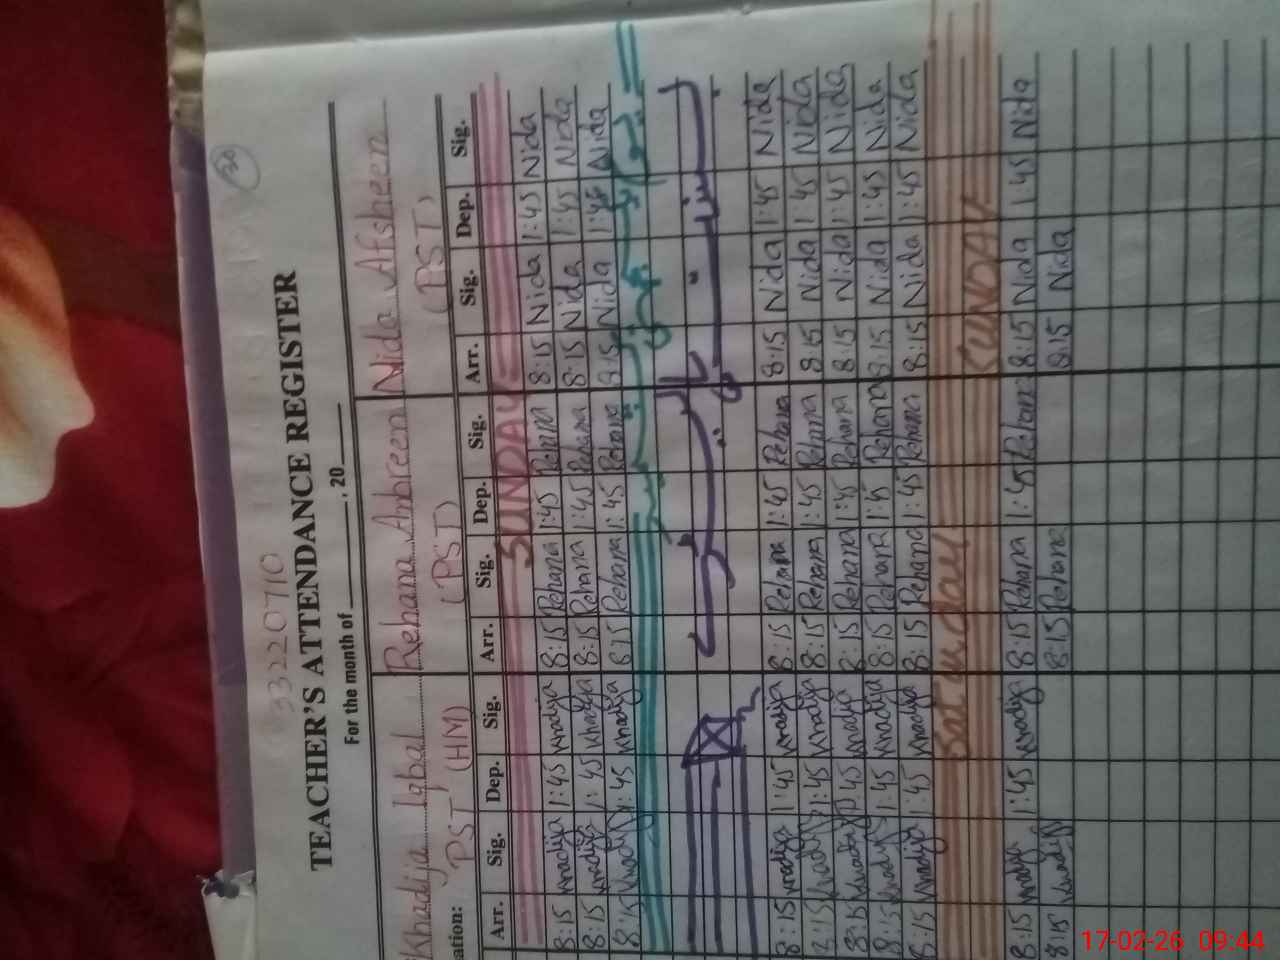 30
33220710
TEACHER'S ATTENDANCE REGISTER
For the month of , 20
Khadija Iqbal Rehana Ambreen Nida Afsheen
ation: PST (HM) (PST) (PST)
Arr. Sig. Dep. Sig. Arr. Sig. Dep. Sig. Arr. Sig. Dep. Sig.
SUNDAY
8:15 Khadija 1:45 Khadija 8:15 Rehana 1:45 Rehana 8:15 Nida 1:45 Nida
8:15 Khadija 1:45 Khadija 8:15 Rehana 1:45 Rehana 8:15 Nida 1:45 Nida
8:15 Khadija 1:45 Khadija 8:15 Rehana 1:45 Rehana 8:15 Nida 1:45 Nida
8:15 Khadija 1:45 Khadija 8:15 Rehana 1:45 Rehana 8:15 Nida 1:45 Nida
8:15 Khadija 1:45 Khadija 8:15 Rehana 1:45 Rehana 8:15 Nida 1:45 Nida
8:15 Khadija 1:45 Khadija 8:15 Rehana 1:45 Rehana 8:15 Nida 1:45 Nida
8:15 Khadija 1:45 Khadija 8:15 Rehana 1:45 Rehana 8:15 Nida 1:45 Nida
8:15 Khadija 1:45 Khadija 8:15 Rehana 1:45 Rehana 8:15 Nida 1:45 Nida
Saturday SUNDAY
8:15 Khadija 1:45 Khadija 8:15 Rehana 1:45 Rehana 8:15 Nida 1:45 Nida
8:15 Khadija 8:15 Rehana 8:15 Nida
17-02-26 09:44